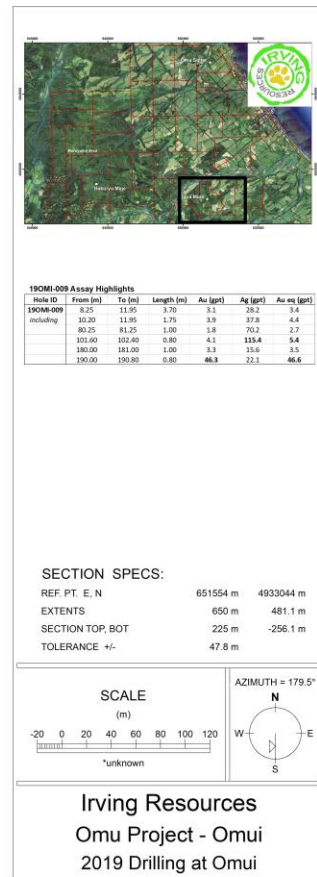 IRVING
RESOURCES
Omui Mine
19OMI-009 Assay Highlights
Hole ID From (m) To (m) Length (m) Au (gpt) Ag (gpt) Au eq (gpt)
19OMI-009 8.25 11.95 3.70 3.1 28.2 3.4
including 10.20 11.95 1.75 3.9 37.8 4.4
80.25 81.25 1.00 1.8 70.2 2.7
101.60 102.40 0.80 4.1 115.4 5.4
180.00 181.00 1.00 3.3 15.6 3.5
190.00 190.80 0.80 46.3 22.1 46.6
SECTION SPECS:
REF. PT. E, N 651554 m 4933044 m
EXTENTS 650 m 481.1 m
SECTION TOP, BOT 225 m -256.1 m
TOLERANCE +/- 47.8 m
SCALE
(m)
-20 0 20 40 60 80 100 120
*unknown
AZIMUTH = 179.5°
N
W E
S
Irving Resources
Omu Project - Omui
2019 Drilling at Omui